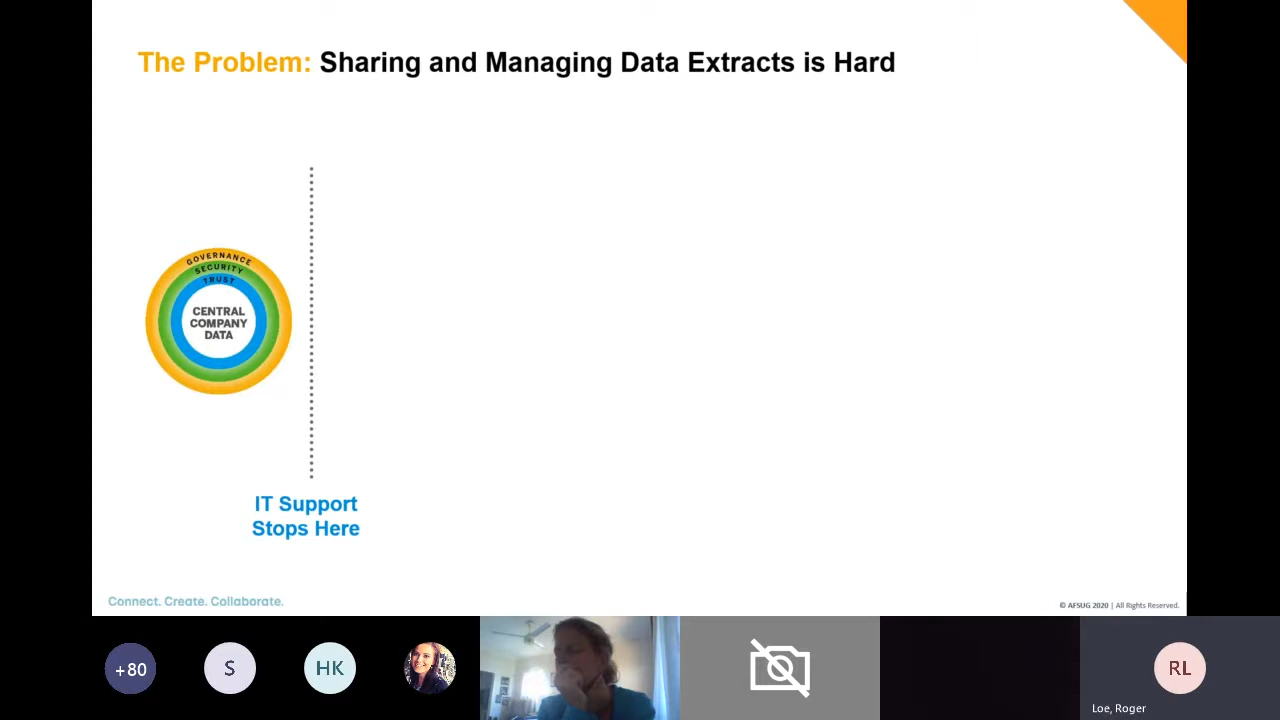 The Problem: Sharing and Managing Data Extracts is Hard
GOVERNANCE
SECURITY
TRUST
CENTRAL
COMPANY
DATA
IT Support
Stops Here
Connect. Create. Collaborate.
© AFSUG 2020 | All Rights Reserved.
+80
S
HK
RL
Loe, Roger